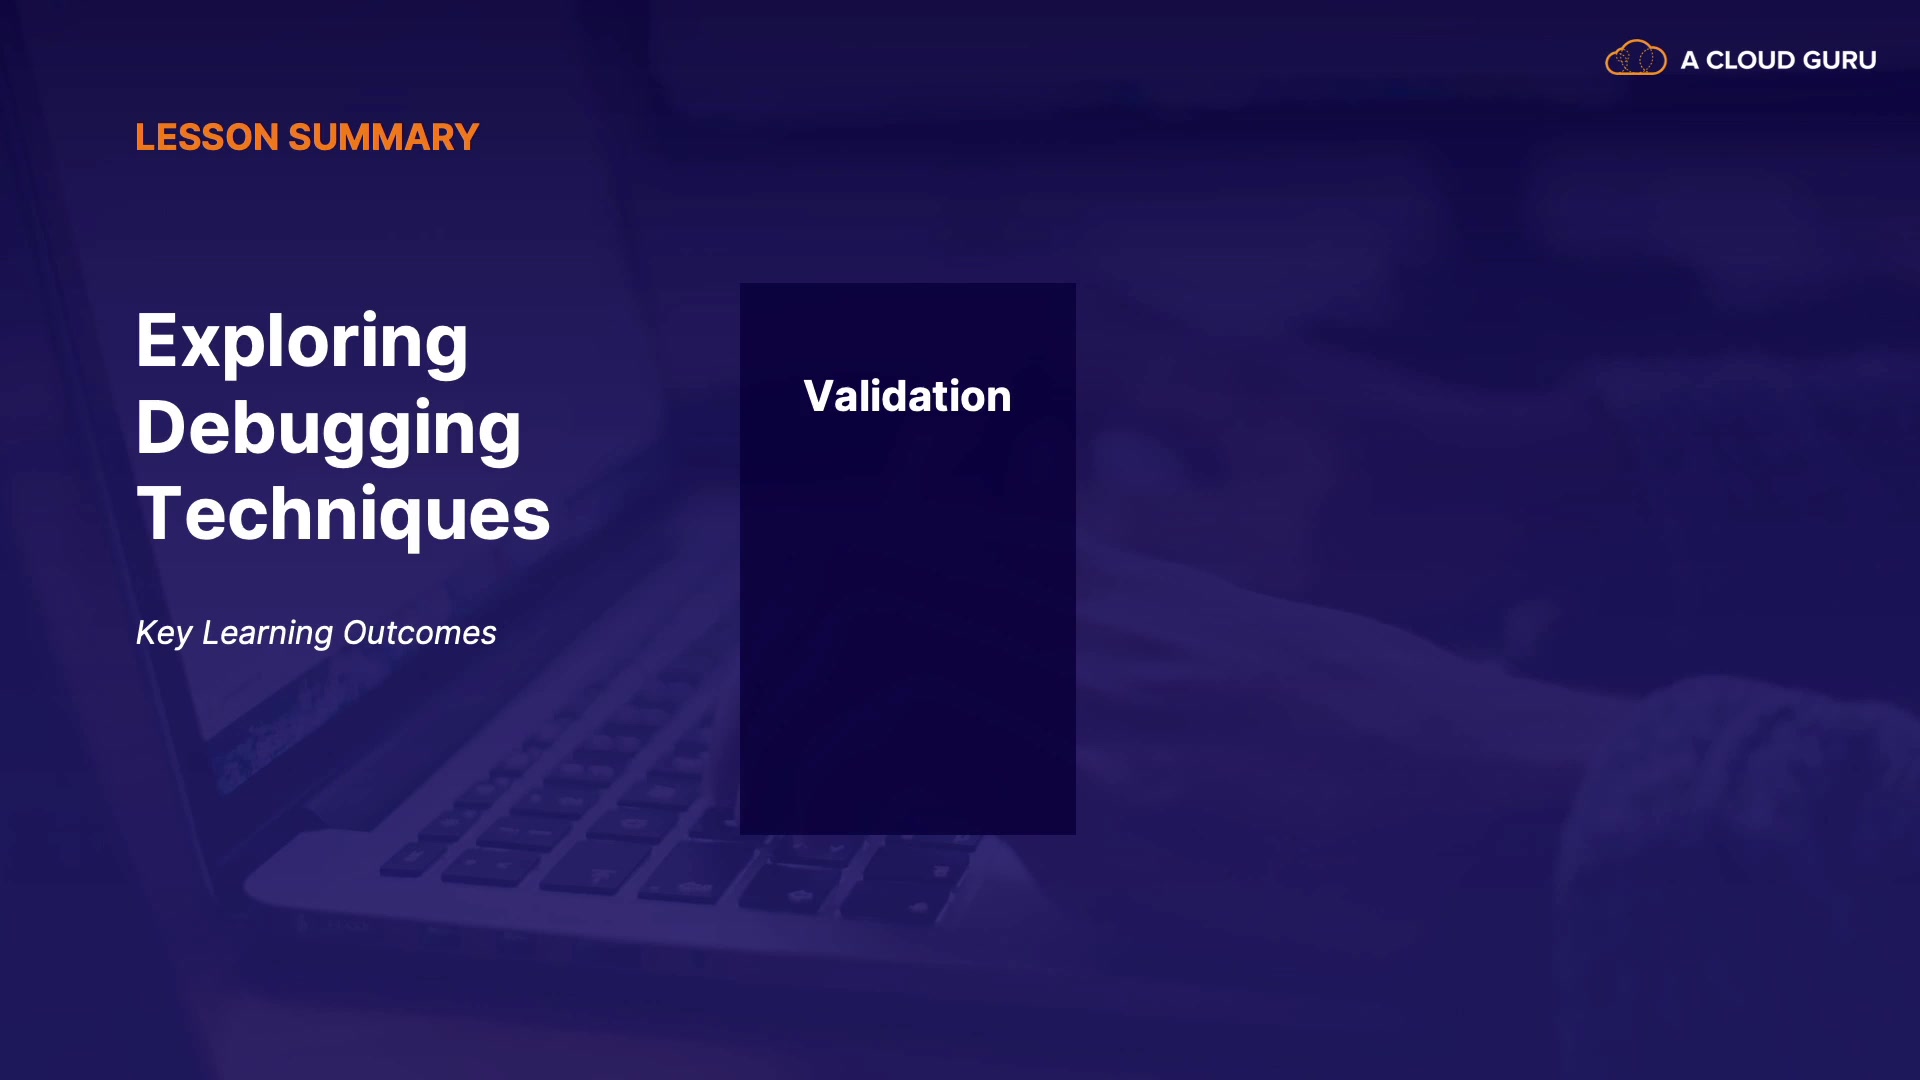 A CLOUD GURU
LESSON SUMMARY
Exploring
Debugging
Techniques
Key Learning Outcomes
Validation